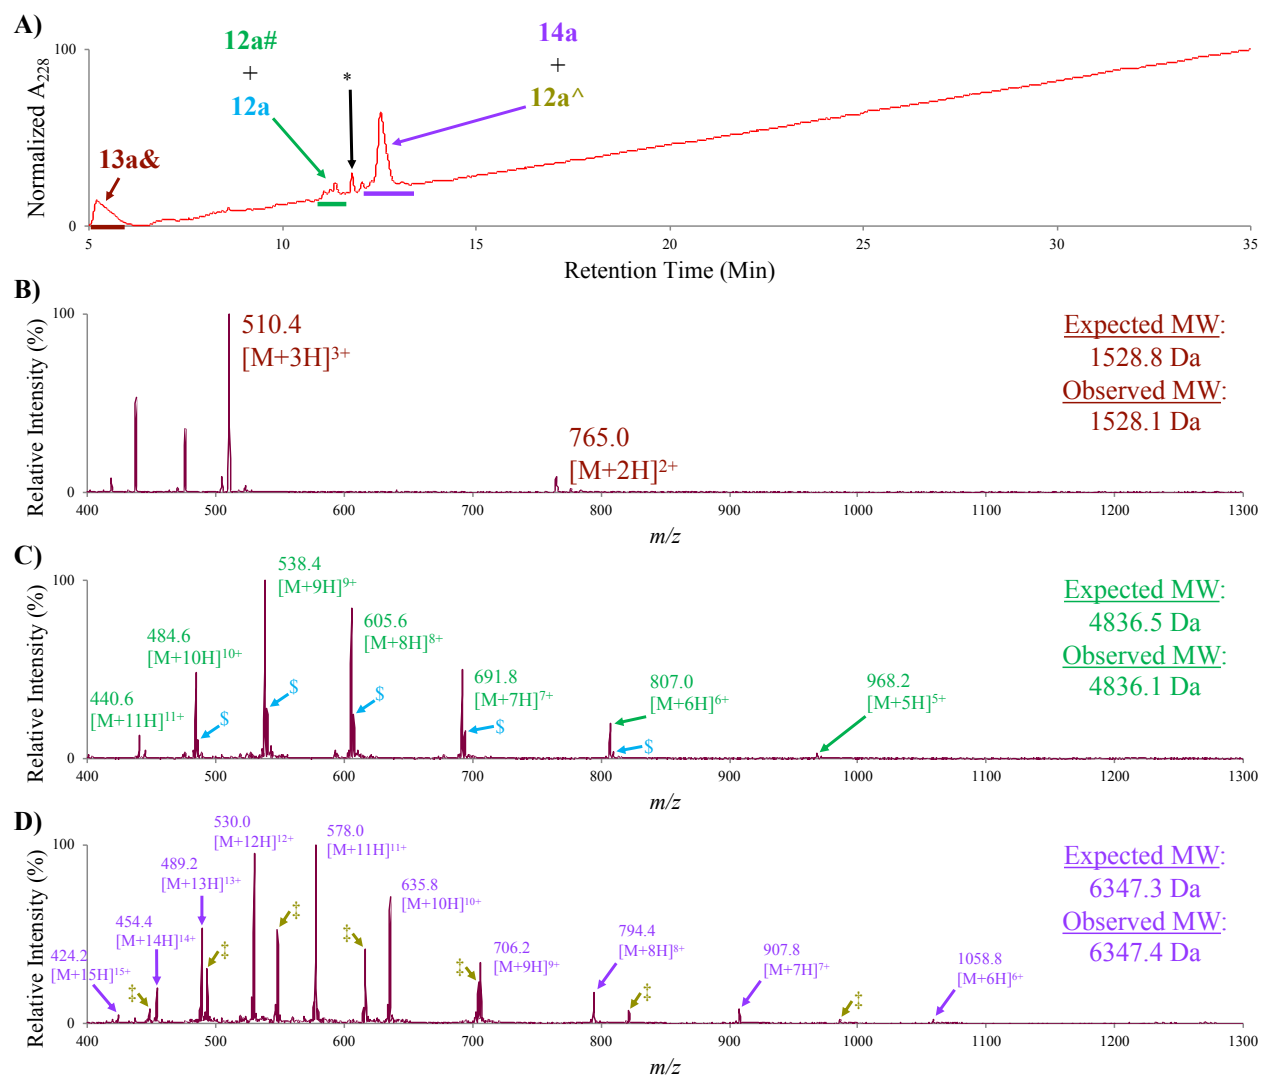 A)
Normalized A₂₂₈
100
0
12a#
+
12a
*
14a
+
12a^
13a&
5
10
15
20
25
30
35
Retention Time (Min)
B)
Relative Intensity (%)
100
0
510.4
[M+3H]³⁺
765.0
[M+2H]²⁺
Expected MW:
1528.8 Da
Observed MW:
1528.1 Da
400
500
600
700
800
900
1000
1100
1200
1300
m/z
C)
Relative Intensity (%)
100
0
440.6
[M+11H]¹¹⁺
484.6
[M+10H]¹⁰⁺
$
538.4
[M+9H]⁹⁺
$
605.6
[M+8H]⁸⁺
$
691.8
[M+7H]⁷⁺
$
807.0
[M+6H]⁶⁺
$
968.2
[M+5H]⁵⁺
Expected MW:
4836.5 Da
Observed MW:
4836.1 Da
400
500
600
700
800
900
1000
1100
1200
1300
m/z
D)
Relative Intensity (%)
100
0
424.2
[M+15H]¹⁵⁺
‡
454.4
[M+14H]¹⁴⁺
489.2
[M+13H]¹³⁺
‡
530.0
[M+12H]¹²⁺
‡
578.0
[M+11H]¹¹⁺
‡
635.8
[M+10H]¹⁰⁺
‡
706.2
[M+9H]⁹⁺
794.4
[M+8H]⁸⁺
‡
907.8
[M+7H]⁷⁺
‡
1058.8
[M+6H]⁶⁺
Expected MW:
6347.3 Da
Observed MW:
6347.4 Da
400
500
600
700
800
900
1000
1100
1200
1300
m/z